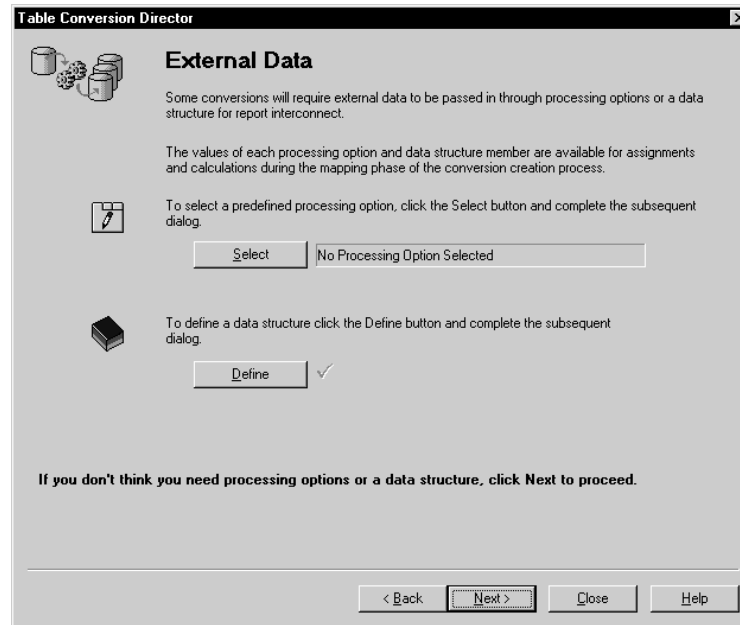 Table Conversion Director
External Data
Some conversions will require external data to be passed in through processing options or a data
structure for report interconnect.
The values of each processing option and data structure member are available for assignments
and calculations during the mapping phase of the conversion creation process.
To select a predefined processing option, click the Select button and complete the subsequent
dialog.
Select No Processing Option Selected
To define a data structure click the Define button and complete the subsequent
dialog.
Define
If you don't think you need processing options or a data structure, click Next to proceed.
< Back Next > Close Help